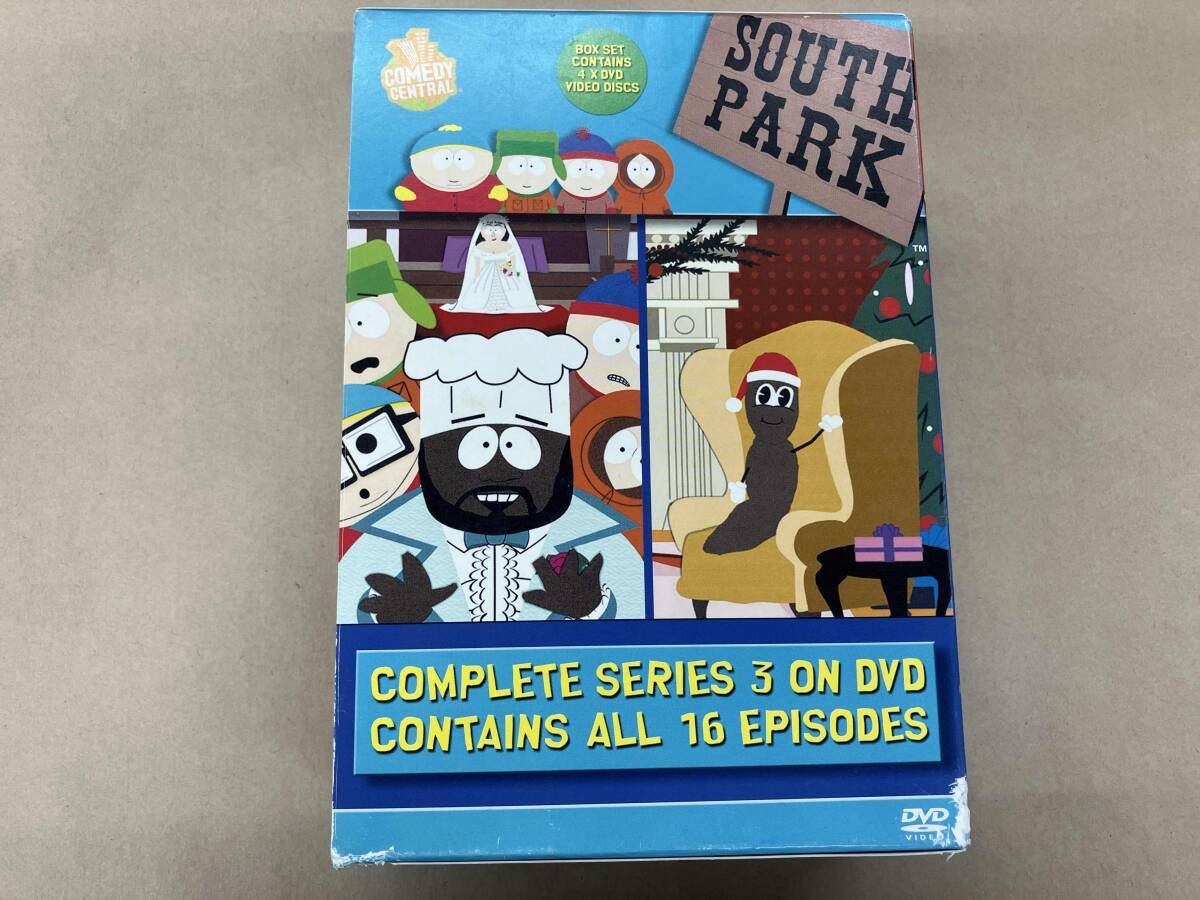 COMEDY
CENTRAL
BOX SET
CONTAINS
4 X DVD
VIDEO DISCS
SOUTH
PARK
TM
COMPLETE SERIES 3 ON DVD
CONTAINS ALL 16 EPISODES
DVD
VIDEO